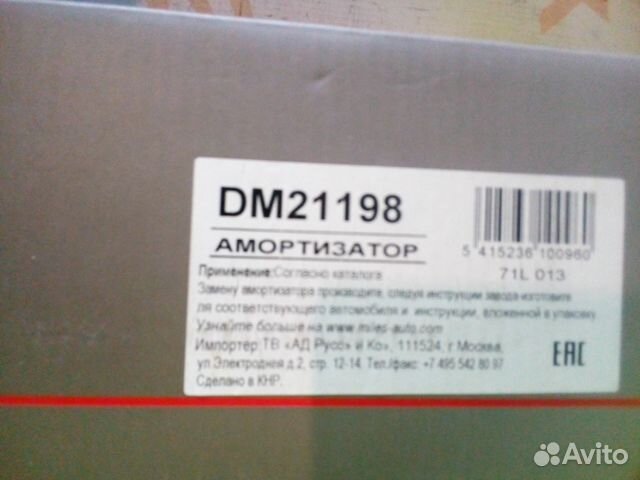 DM21198
АМОРТИЗАТОР
5 415236 100960
71L 013
Применение:Согласно каталога
Замену амортизатора производите, следуя инструкции завода-изготовите
ля соответствующего автомобиля и инструкции, вложенной в упаковку.
Узнайте больше на www.miles-auto.com
Импортер:ТВ «АД Русс» и Ко», 111524, г. Москва,
ул.Электродная д.2, стр. 12-14. Тел./факс: +7 495 542 80 97
Сделано в КНР.
EAC
Avito